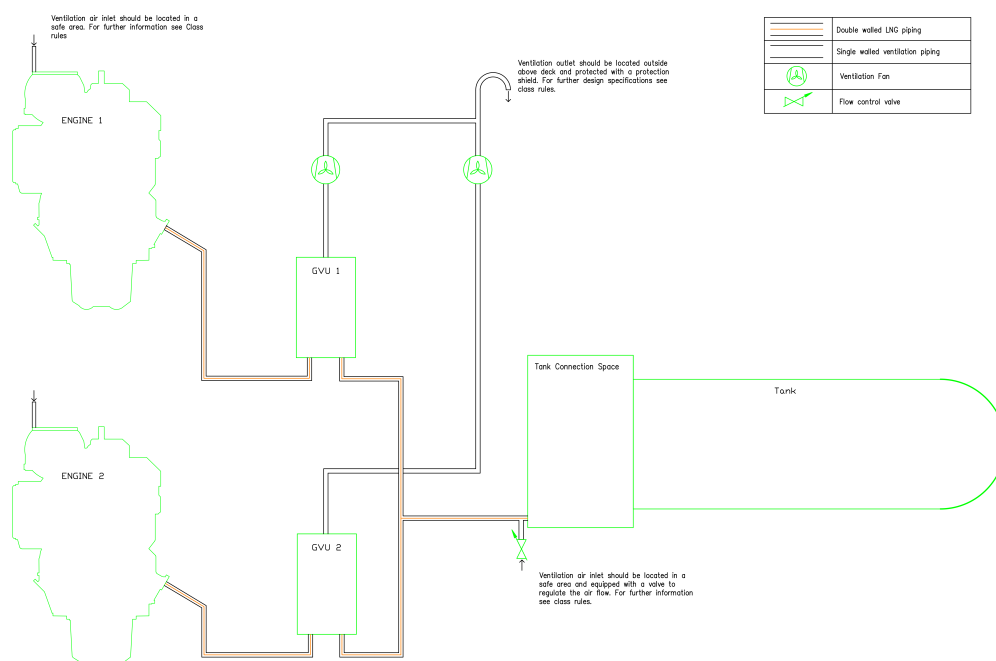 Ventilation air inlet should be located in a
safe area. For further information see Class
rules
ENGINE 1
Ventilation outlet should be located outside
above deck and protected with a protection
shield. For further design specifications see
class rules.
Double walled LNG piping
Single walled ventilation piping
Ventilation Fan
Flow control valve
GVU 1
Tank Connection Space
Tank
ENGINE 2
GVU 2
Ventilation air inlet should be located in a
safe area and equipped with a valve to
regulate the air flow. For further information
see class rules.